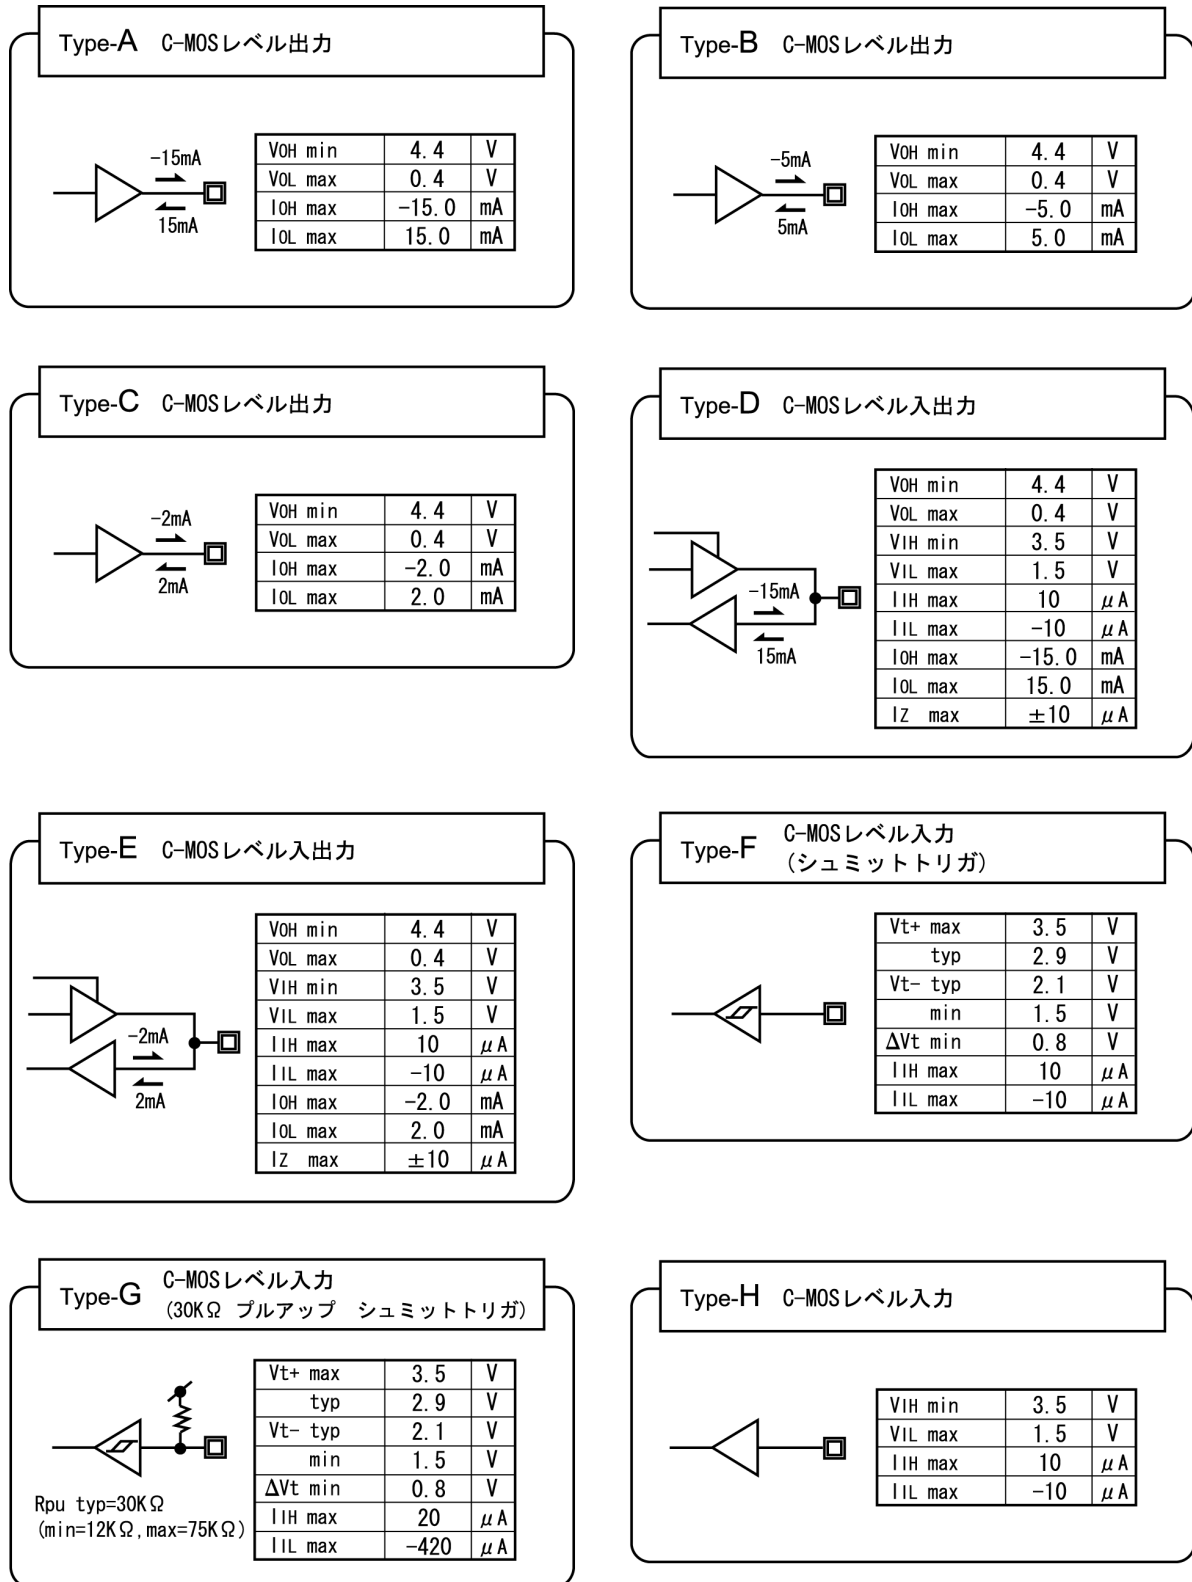 Type-A C-MOSレベル出力
-15mA
15mA
VOH min 4.4 V
VOL max 0.4 V
IOH max -15.0 mA
IOL max 15.0 mA
Type-B C-MOSレベル出力
-5mA
5mA
VOH min 4.4 V
VOL max 0.4 V
IOH max -5.0 mA
IOL max 5.0 mA
Type-C C-MOSレベル出力
-2mA
2mA
VOH min 4.4 V
VOL max 0.4 V
IOH max -2.0 mA
IOL max 2.0 mA
Type-D C-MOSレベル入出力
-15mA
15mA
VOH min 4.4 V
VOL max 0.4 V
VIH min 3.5 V
VIL max 1.5 V
IIH max 10 μA
IIL max -10 μA
IOH max -15.0 mA
IOL max 15.0 mA
IZ max ±10 μA
Type-E C-MOSレベル入出力
-2mA
2mA
VOH min 4.4 V
VOL max 0.4 V
VIH min 3.5 V
VIL max 1.5 V
IIH max 10 μA
IIL max -10 μA
IOH max -2.0 mA
IOL max 2.0 mA
IZ max ±10 μA
Type-F C-MOSレベル入力
(シュミットトリガ)
Vt+ max 3.5 V
typ 2.9 V
Vt- typ 2.1 V
min 1.5 V
ΔVt min 0.8 V
IIH max 10 μA
IIL max -10 μA
Type-G C-MOSレベル入力
(30KΩ プルアップ シュミットトリガ)
Rpu typ=30KΩ
(min=12KΩ,max=75KΩ)
Vt+ max 3.5 V
typ 2.9 V
Vt- typ 2.1 V
min 1.5 V
ΔVt min 0.8 V
IIH max 20 μA
IIL max -420 μA
Type-H C-MOSレベル入力
VIH min 3.5 V
VIL max 1.5 V
IIH max 10 μA
IIL max -10 μA